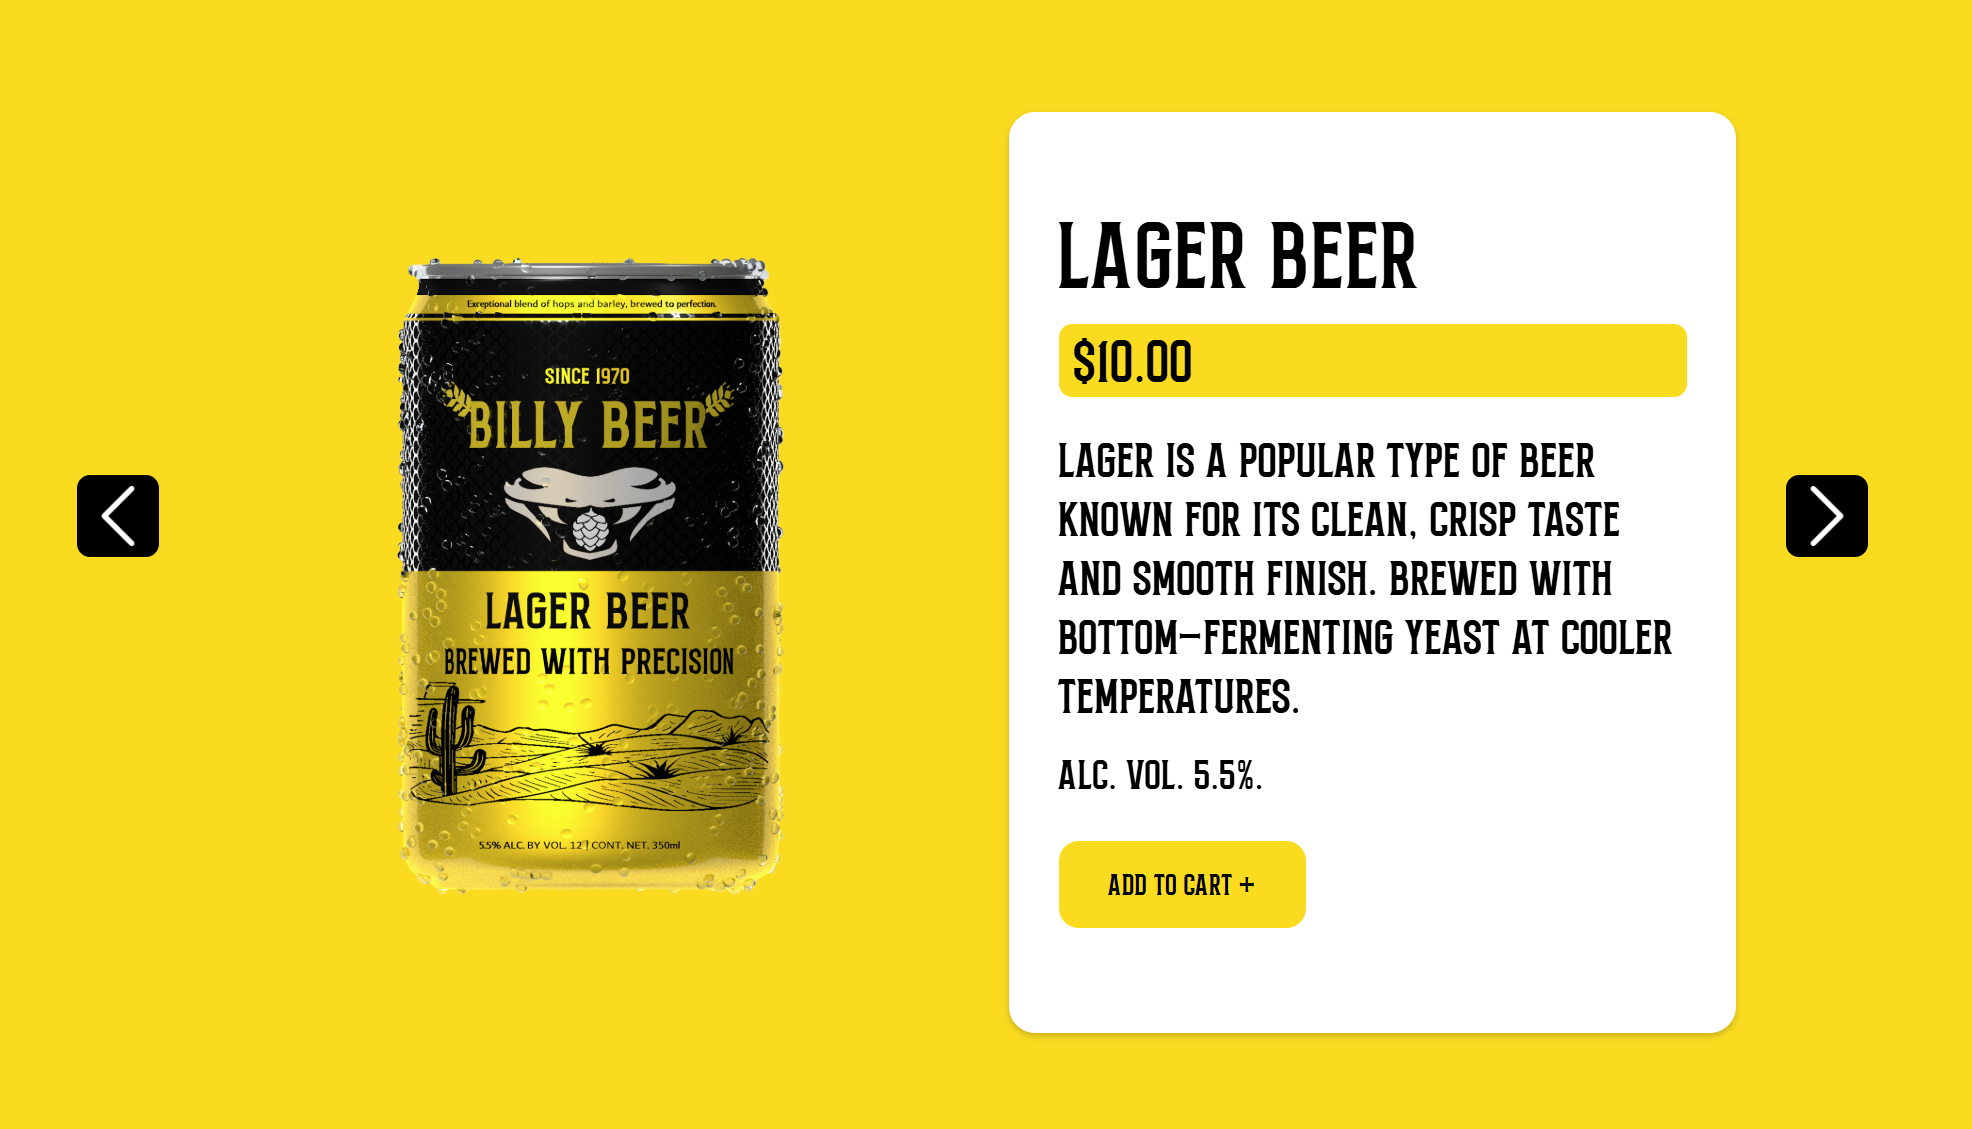 Exceptional blend of hops and barley, brewed to perfection.
SINCE 1970
BILLY BEER
LAGER BEER
BREWED WITH PRECISION
5.5% ALC. BY VOL. 12 | CONT. NET. 350ml
LAGER BEER
$10.00
LAGER IS A POPULAR TYPE OF BEER
KNOWN FOR ITS CLEAN, CRISP TASTE
AND SMOOTH FINISH. BREWED WITH
BOTTOM-FERMENTING YEAST AT COOLER
TEMPERATURES.
ALC. VOL. 5.5%.
ADD TO CART +